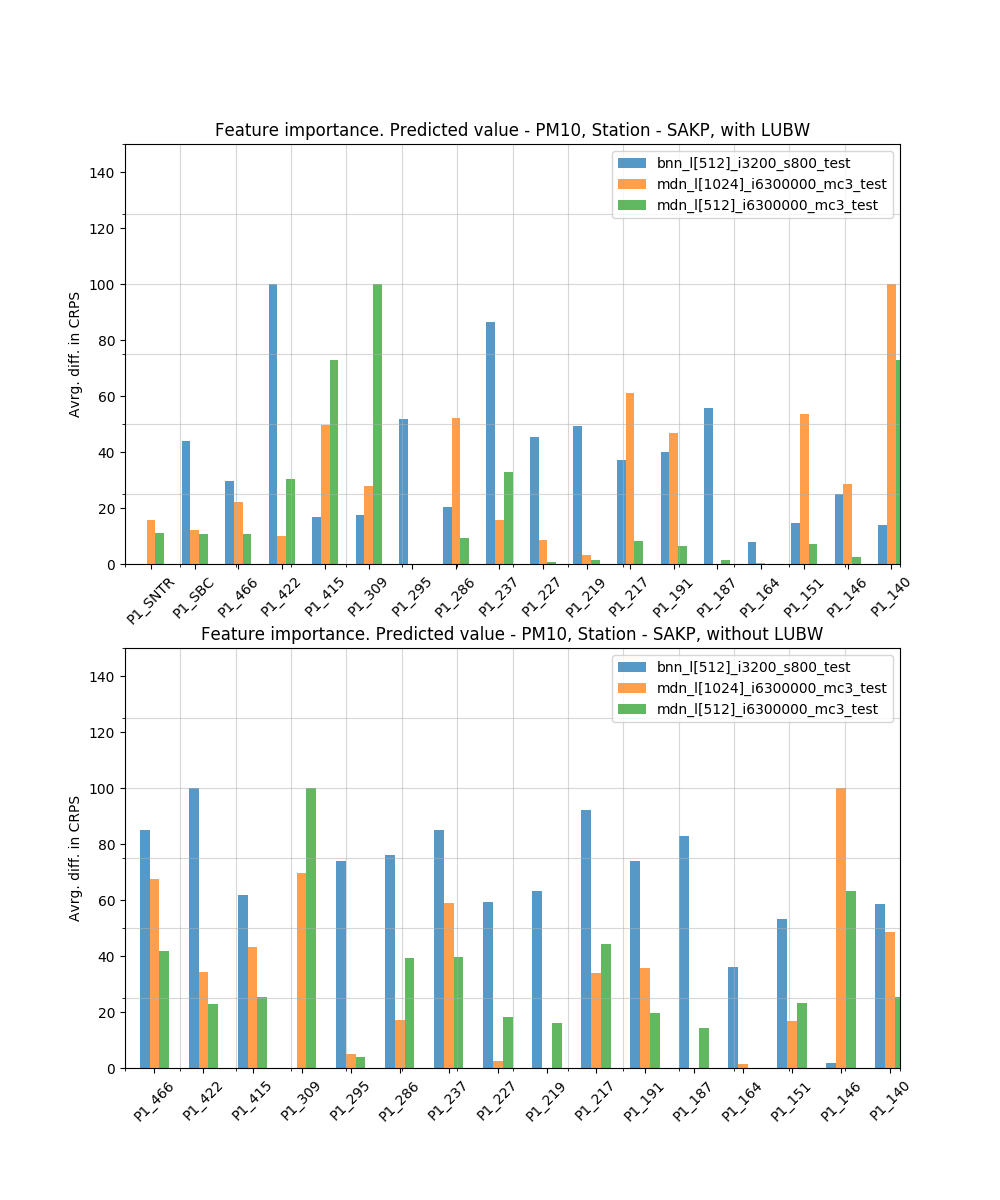 Feature importance. Predicted value - PM10, Station - SAKP, with LUBW
bnn_l[512]_i3200_s800_test
mdn_l[1024]_i6300000_mc3_test
mdn_l[512]_i6300000_mc3_test
Avrg. diff. in CRPS
140
120
100
80
60
40
20
0
P1_SNTR P1_SBC P1_466 P1_422 P1_415 P1_309 P1_295 P1_286 P1_237 P1_227 P1_219 P1_217 P1_191 P1_187 P1_164 P1_151 P1_146 P1_140
Feature importance. Predicted value - PM10, Station - SAKP, without LUBW
bnn_l[512]_i3200_s800_test
mdn_l[1024]_i6300000_mc3_test
mdn_l[512]_i6300000_mc3_test
Avrg. diff. in CRPS
140
120
100
80
60
40
20
0
P1_466 P1_422 P1_415 P1_309 P1_295 P1_286 P1_237 P1_227 P1_219 P1_217 P1_191 P1_187 P1_164 P1_151 P1_146 P1_140